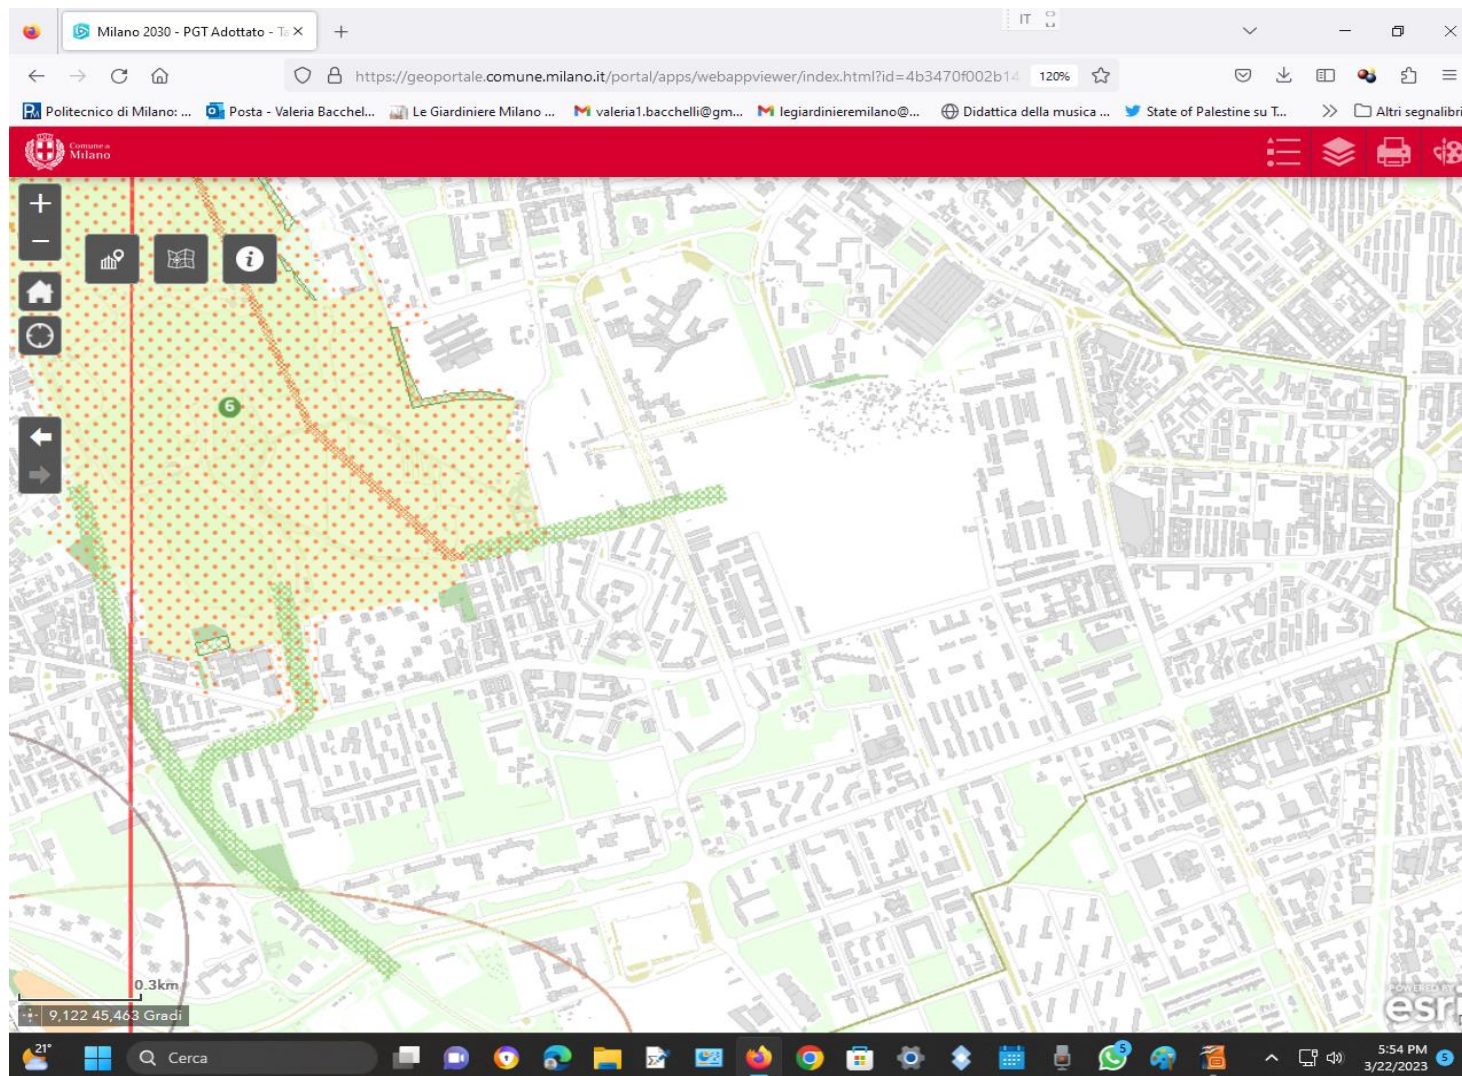 IT
Milano 2030 - PGT Adottato - Ta
https://geoportale.comune.milano.it/portal/apps/webappviewer/index.html?id=4b3470f002b14 120%
Politecnico di Milano: ... Posta - Valeria Bacchel... Le Giardiniere Milano ... valeria1.bacchelli@gm... legiardinieremilano@... Didattica della musica ... State of Palestine su T... Altri segnalibri
Comune di
Milano
6
0.3km
9,122 45,463 Gradi
POWERED BY
esri
21°
Cerca
5
5:54 PM
3/22/2023
5